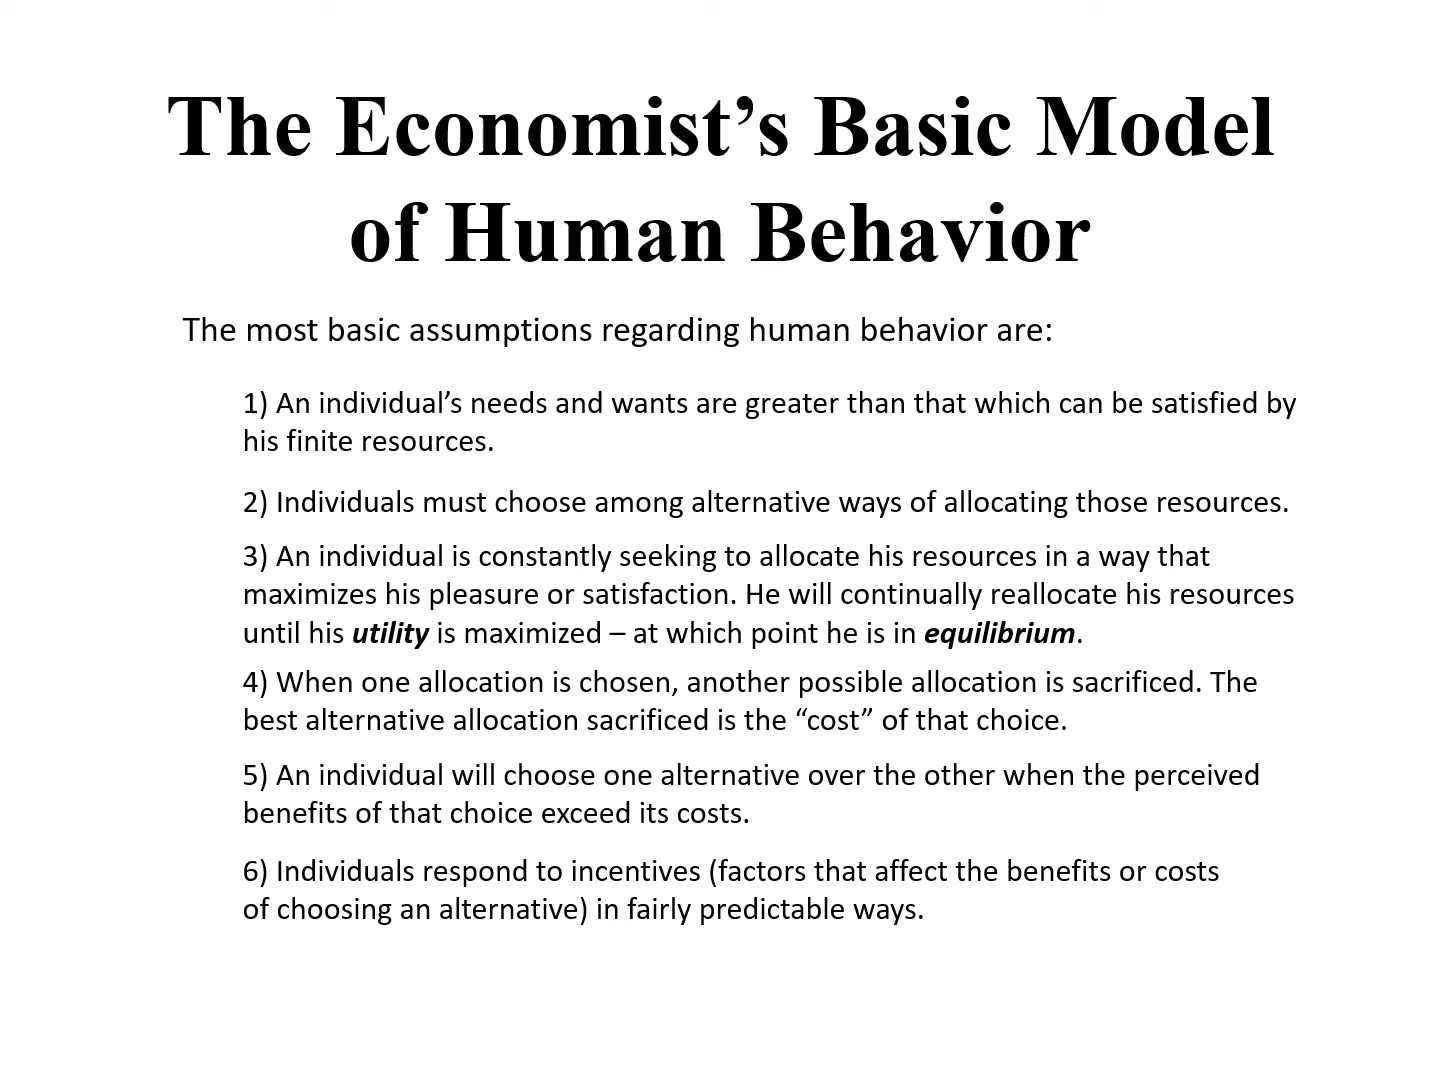 The Economist’s Basic Model
of Human Behavior
The most basic assumptions regarding human behavior are:
1) An individual’s needs and wants are greater than that which can be satisfied by
his finite resources.
2) Individuals must choose among alternative ways of allocating those resources.
3) An individual is constantly seeking to allocate his resources in a way that
maximizes his pleasure or satisfaction. He will continually reallocate his resources
until his utility is maximized – at which point he is in equilibrium.
4) When one allocation is chosen, another possible allocation is sacrificed. The
best alternative allocation sacrificed is the “cost” of that choice.
5) An individual will choose one alternative over the other when the perceived
benefits of that choice exceed its costs.
6) Individuals respond to incentives (factors that affect the benefits or costs
of choosing an alternative) in fairly predictable ways.